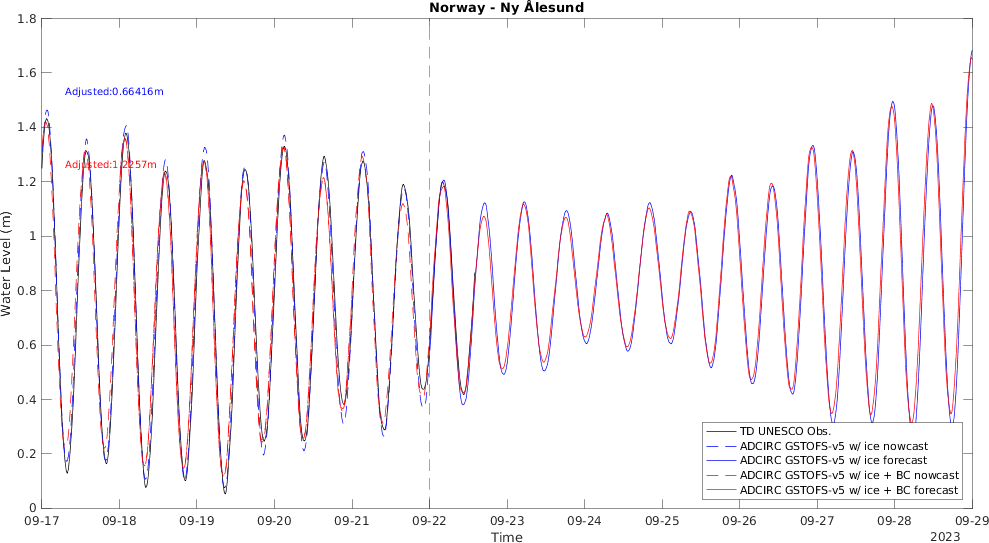 Norway - Ny Ålesund
1.8
1.6
1.4
1.2
1
0.8
0.6
0.4
0.2
0
Water Level (m)
Adjusted:0.66416m
Adjusted:1.2257m
TD UNESCO Obs.
ADCIRC GSTOFS-v5 w/ ice nowcast
ADCIRC GSTOFS-v5 w/ ice forecast
ADCIRC GSTOFS-v5 w/ ice + BC nowcast
ADCIRC GSTOFS-v5 w/ ice + BC forecast
09-17 09-18 09-19 09-20 09-21 09-22 09-23 09-24 09-25 09-26 09-27 09-28 09-29
Time
2023